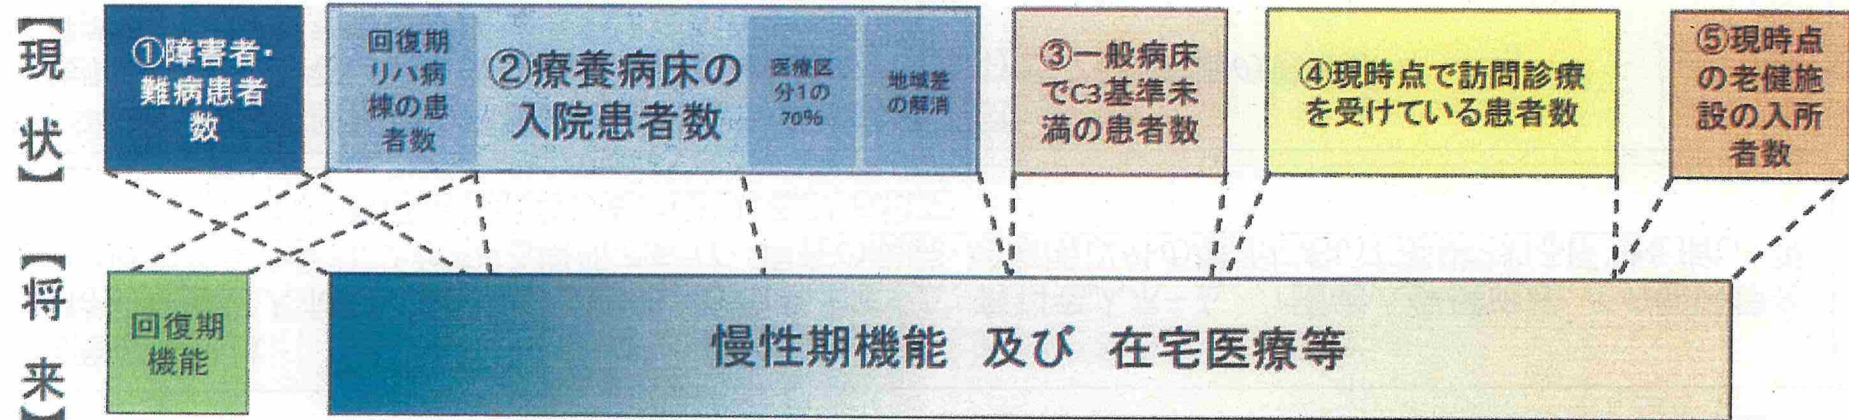 【現状】
①障害者・
難病患者
数
回復期
リハ病
棟の患
者数
②療養病床の
入院患者数
医療区
分1の
70%
地域差
の解消
③一般病床
でC3基準未
満の患者数
④現時点で訪問診療
を受けている患者数
⑤現時点
の老健施
設の入所
者数
【将来】
回復期
機能
慢性期機能 及び 在宅医療等